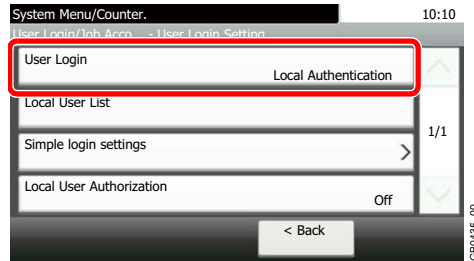 System Menu/Counter.
10:10
User Login/Job Acco... - User Login Setting
User Login
Local Authentication
Local User List
1/1
Simple login settings
Local User Authorization
Off
< Back